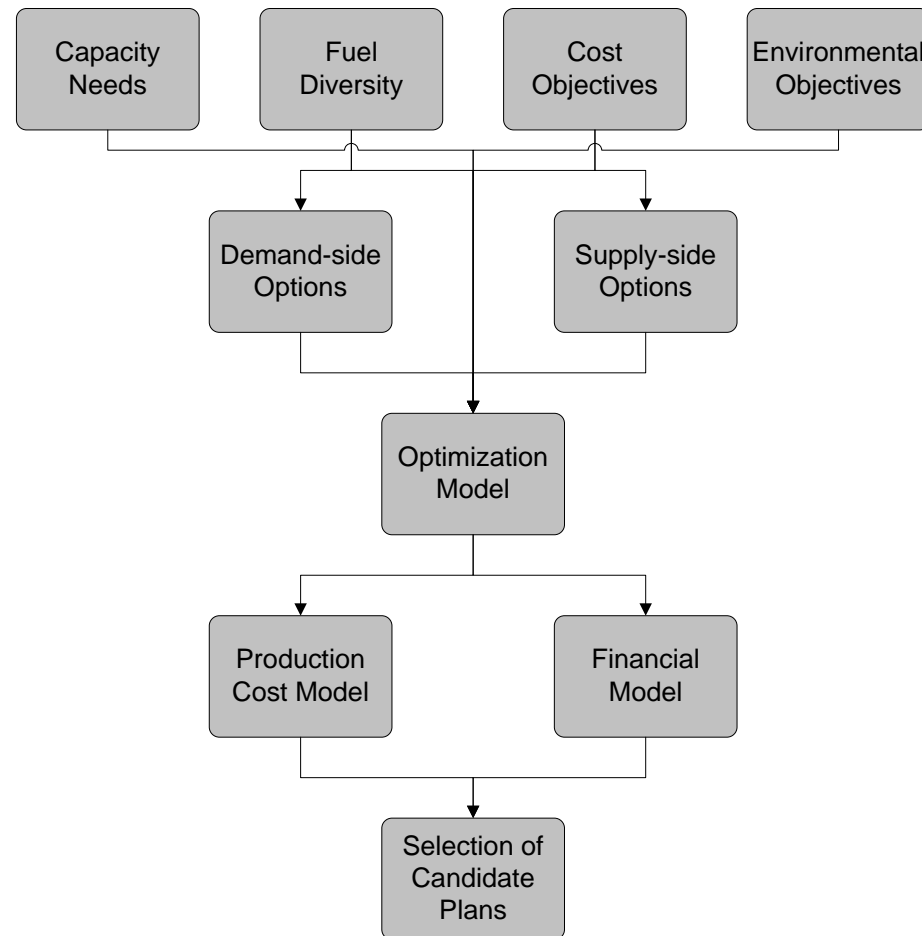 Capacity
Needs
Fuel
Diversity
Cost
Objectives
Environmental
Objectives
Demand-side
Options
Supply-side
Options
Optimization
Model
Production
Cost Model
Financial
Model
Selection of
Candidate
Plans